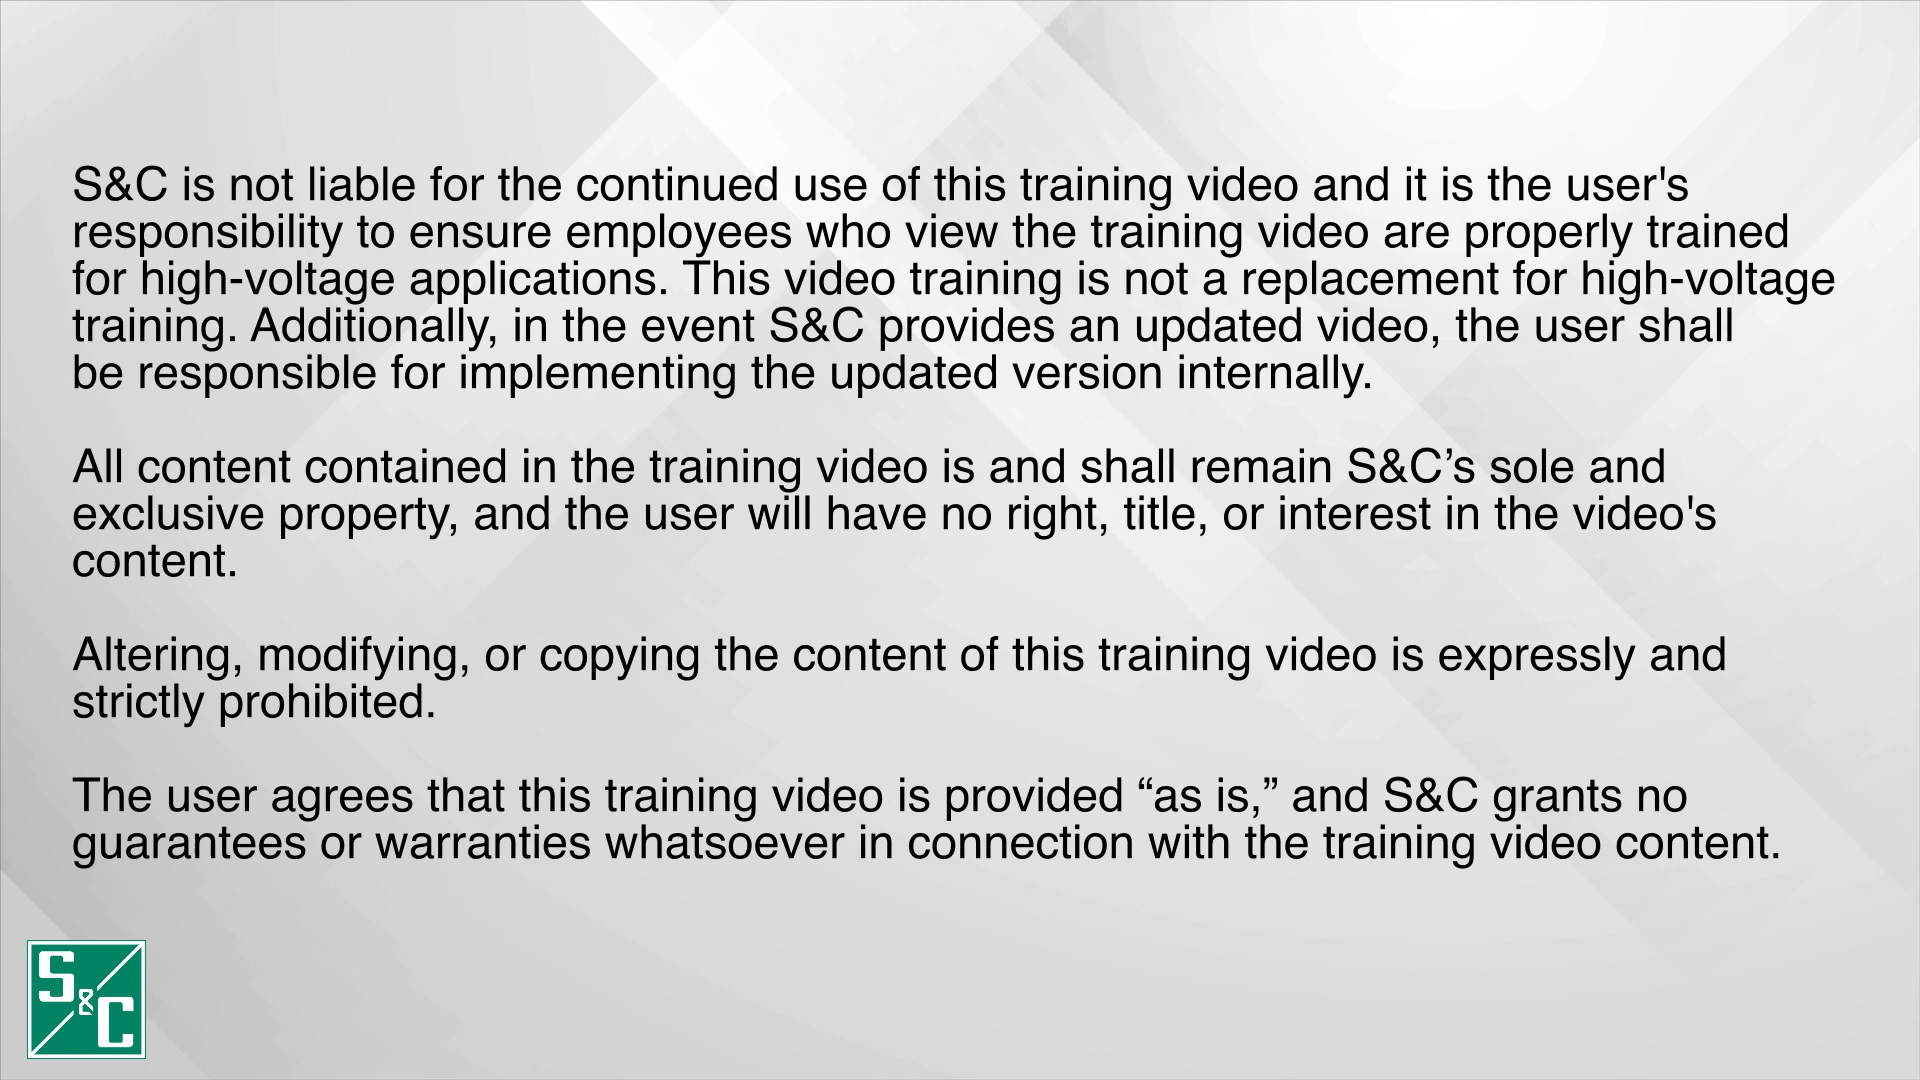 S&C is not liable for the continued use of this training video and it is the user's
responsibility to ensure employees who view the training video are properly trained
for high-voltage applications. This video training is not a replacement for high-voltage
training. Additionally, in the event S&C provides an updated video, the user shall
be responsible for implementing the updated version internally.
All content contained in the training video is and shall remain S&C’s sole and
exclusive property, and the user will have no right, title, or interest in the video's
content.
Altering, modifying, or copying the content of this training video is expressly and
strictly prohibited.
The user agrees that this training video is provided “as is,” and S&C grants no
guarantees or warranties whatsoever in connection with the training video content.
S&C